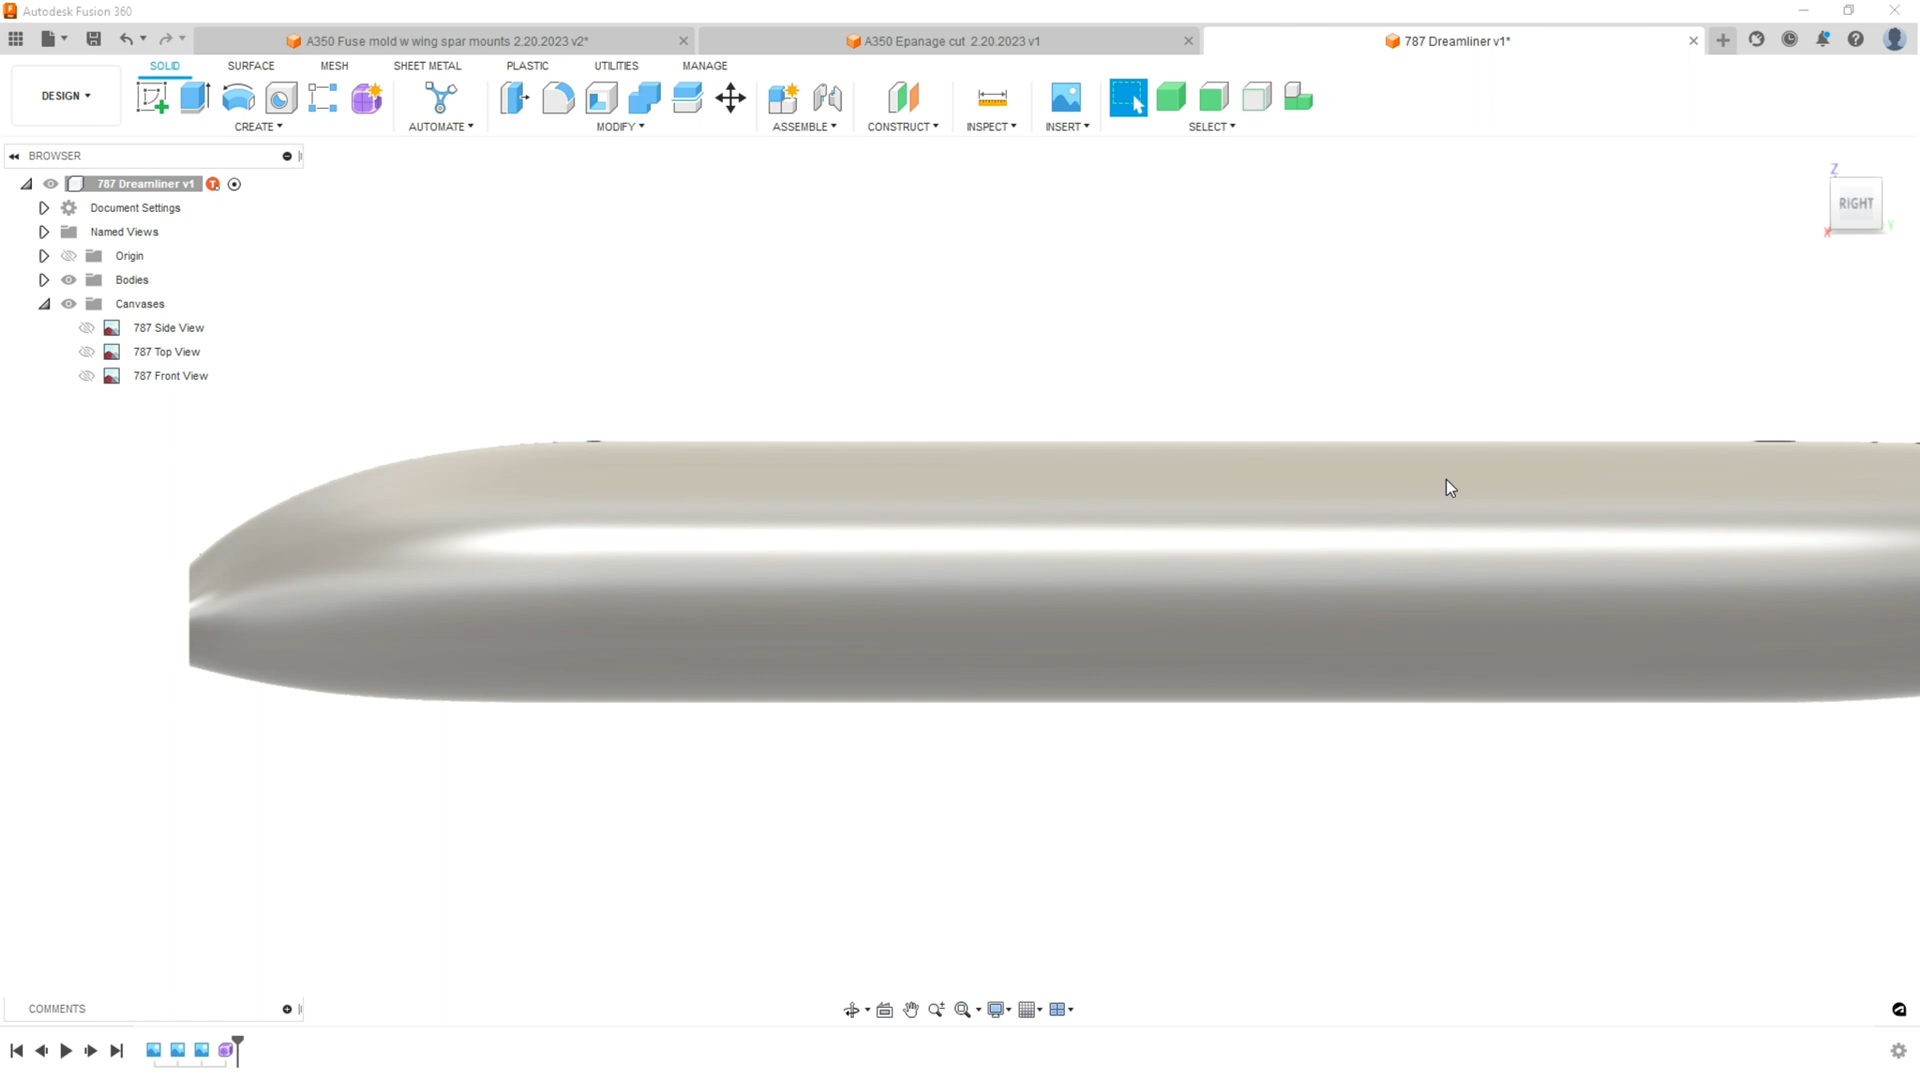 Autodesk Fusion 360
A350 Fuse mold w wing spar mounts 2.20.2023 v2*
A350 Epanage cut 2.20.2023 v1
787 Dreamliner v1*
SOLID
SURFACE
MESH
SHEET METAL
PLASTIC
UTILITIES
MANAGE
DESIGN
CREATE
AUTOMATE
MODIFY
ASSEMBLE
CONSTRUCT
INSPECT
INSERT
SELECT
BROWSER
787 Dreamliner v1
Document Settings
Named Views
Origin
Bodies
Canvases
787 Side View
787 Top View
787 Front View
Z
RIGHT
X
Y
COMMENTS